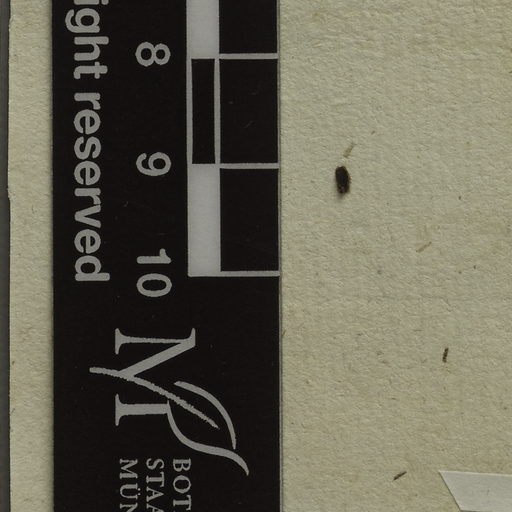 ight reserved
8
9
10
M
BOT
STAA
MÜN